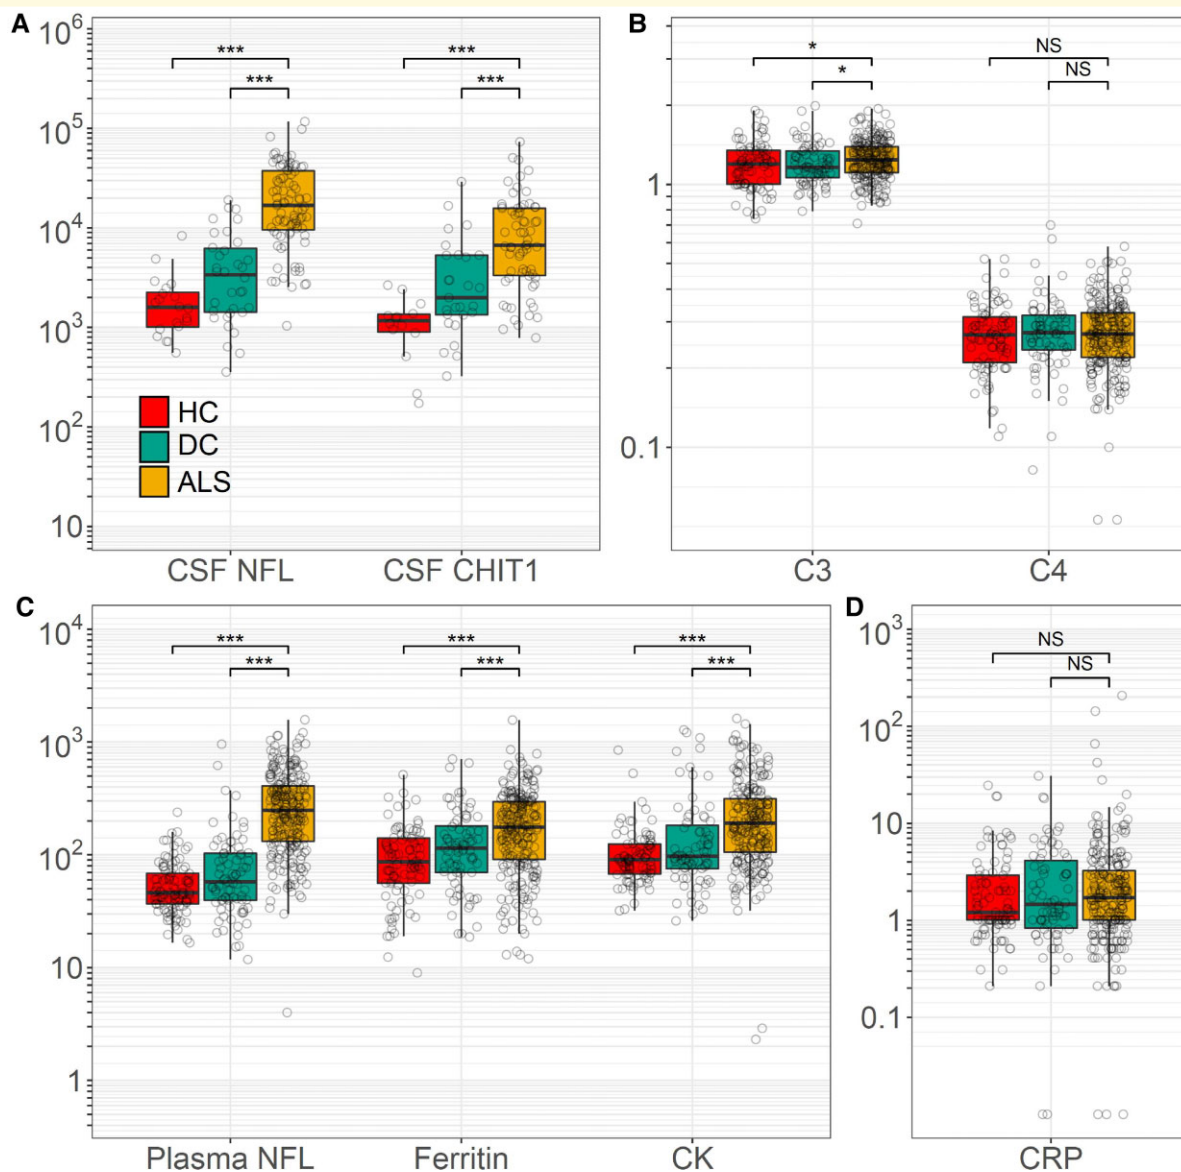 A
10^6
10^5
10^4
10^3
10^2
10
***
***
***
***
HC
DC
ALS
CSF NFL
CSF CHIT1
B
1
0.1
*
*
NS
NS
C3
C4
C
10^4
10^3
10^2
10
1
***
***
***
***
***
***
Plasma NFL
Ferritin
CK
D
10^3
10^2
10
1
0.1
NS
NS
CRP